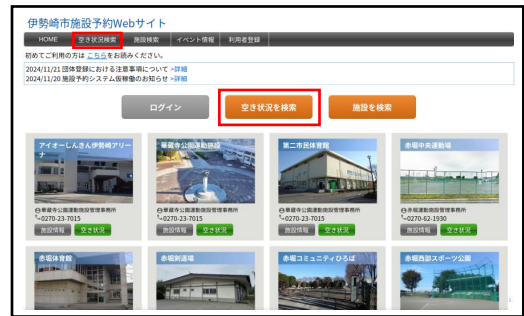 伊勢崎市施設予約Webサイト
HOME 空き状況検索 施設検索 イベント情報 利用者登録
初めてご利用の方は こちらをお読みください。
2024/11/21 団体登録における注意事項について >詳細
2024/11/20 施設予約システム仮稼働のお知らせ >詳細
ログイン 空き状況を検索 施設を検索
アイオーしんきん伊勢崎アリーナ
華蔵寺公園運動施設管理事務所
0270-23-7015
施設情報 空き状況
華蔵寺公園運動施設
華蔵寺公園運動施設管理事務所
0270-23-7015
施設情報 空き状況
第二市民体育館
華蔵寺公園運動施設管理事務所
0270-23-7015
施設情報 空き状況
赤堀中央運動場
赤堀運動施設管理事務所
0270-62-1930
施設情報 空き状況
赤堀体育館
赤堀剣道場
赤堀コミュニティひろば
赤堀西部スポーツ公園